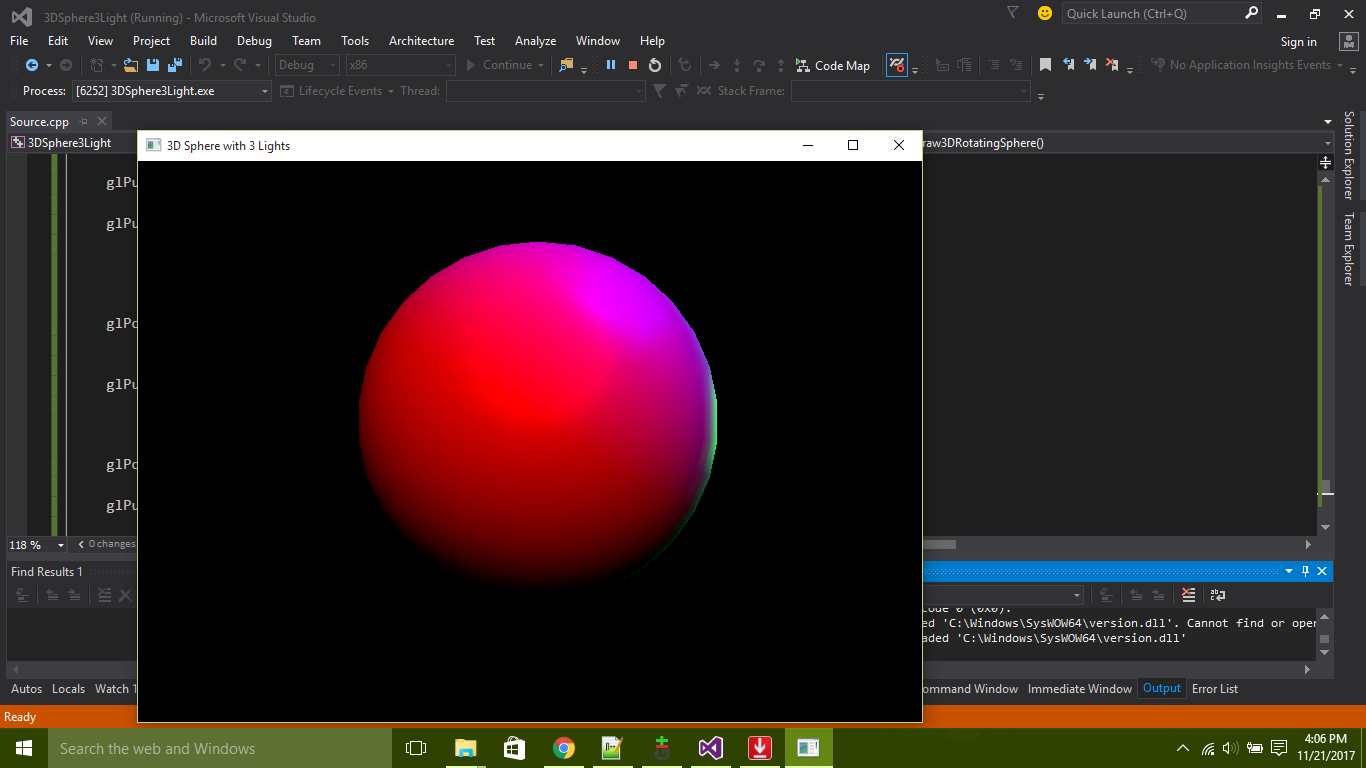 3DSphere3Light (Running) - Microsoft Visual Studio
Quick Launch (Ctrl+Q)
File Edit View Project Build Debug Team Tools Architecture Test Analyze Window Help
Sign in
Debug x86 Continue Code Map No Application Insights Events
Process: [6252] 3DSphere3Light.exe Lifecycle Events Thread: Stack Frame:
Source.cpp
3DSphere3Light
raw3DRotatingSphere()
Solution Explorer
Team Explorer
3D Sphere with 3 Lights
glPu
glPu
glPo
glPu
glPo
glPu
118 % 0 changes
Find Results 1
code 0 (0x0).
ed 'C:\Windows\SysWOW64\version.dll'. Cannot find or oper
aded 'C:\Windows\SysWOW64\version.dll'
Autos Locals Watch 1
ommand Window Immediate Window Output Error List
Ready
Search the web and Windows
4:06 PM
11/21/2017